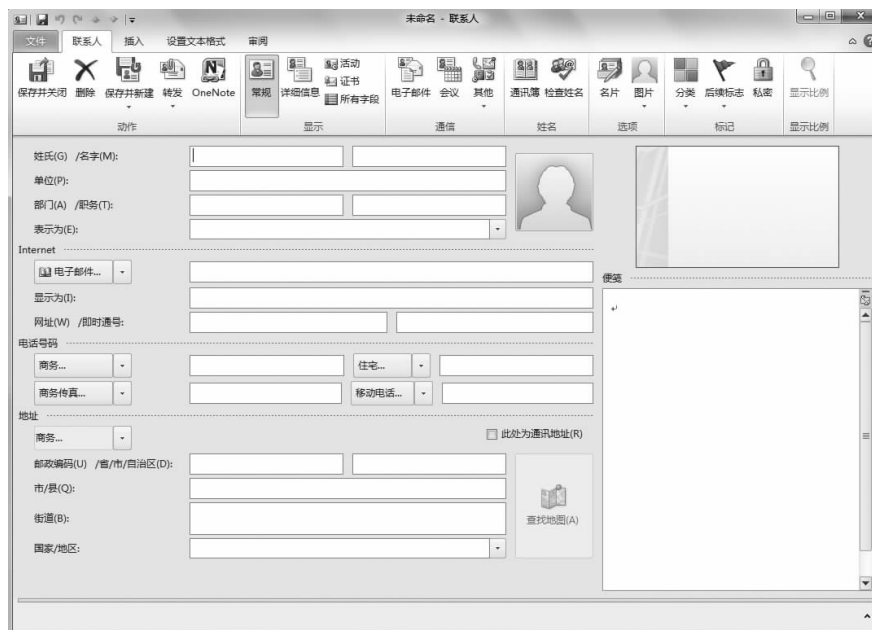 未命名 - 联系人
文件 联系人 插入 设置文本格式 审阅
保存并关闭 删除 保存并新建 转发 OneNote 常规 详细信息 活动 证书 所有字段 电子邮件 会议 其他 通讯簿 检查姓名 名片 图片 分类 后续标志 私密 显示比例
动作 显示 通信 姓名 选项 标记 显示比例
姓氏(G) /名字(M):
单位(P):
部门(A) /职务(T):
表示为(E):
Internet
电子邮件...
便笺
显示为(I):
网址(W) /即时通号:
电话号码
商务... 住宅...
商务传真... 移动电话...
地址
商务... 此处为通讯地址(R)
邮政编码(U) /省/市/自治区(D):
市/县(Q):
街道(B): 查找地图(A)
国家/地区: